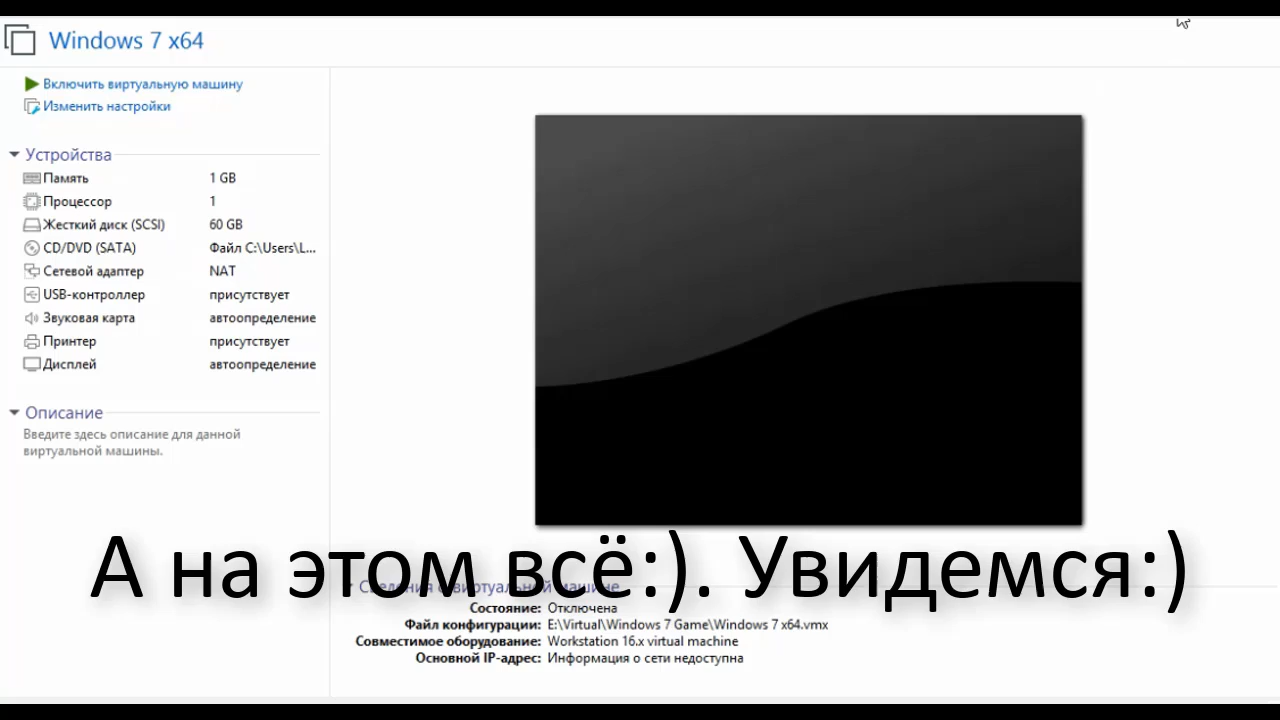 Windows 7 x64
Включить виртуальную машину
Изменить настройки
Устройства
Память 1 GB
Процессор 1
Жесткий диск (SCSI) 60 GB
CD/DVD (SATA) Файл C:\Users\L...
Сетевой адаптер NAT
USB-контроллер присутствует
Звуковая карта автоопределение
Принтер присутствует
Дисплей автоопределение
Описание
Введите здесь описание для данной
виртуальной машины.
А на этом всё:). Увидемся:)
Сведения о виртуальной машине
Состояние: Отключена
Файл конфигурации: E:\Virtual\Windows 7 Game\Windows 7 x64.vmx
Совместимое оборудование: Workstation 16.x virtual machine
Основной IP-адрес: Информация о сети недоступна